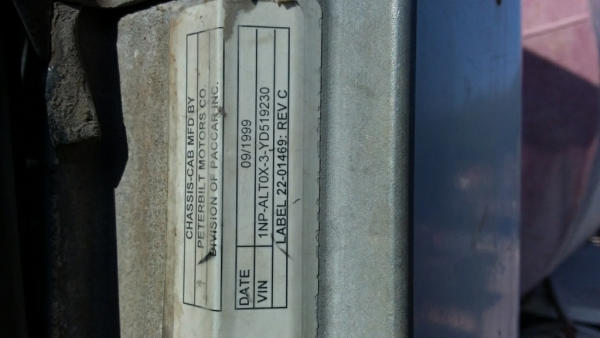 CHASSIS-CAB MFD BY
PETERBILT MOTORS CO.
DIVISION OF PACCAR INC.
DATE 09/1999
VIN 1NP-ALT0X-3-YD519230
LABEL 22-01469: REV C